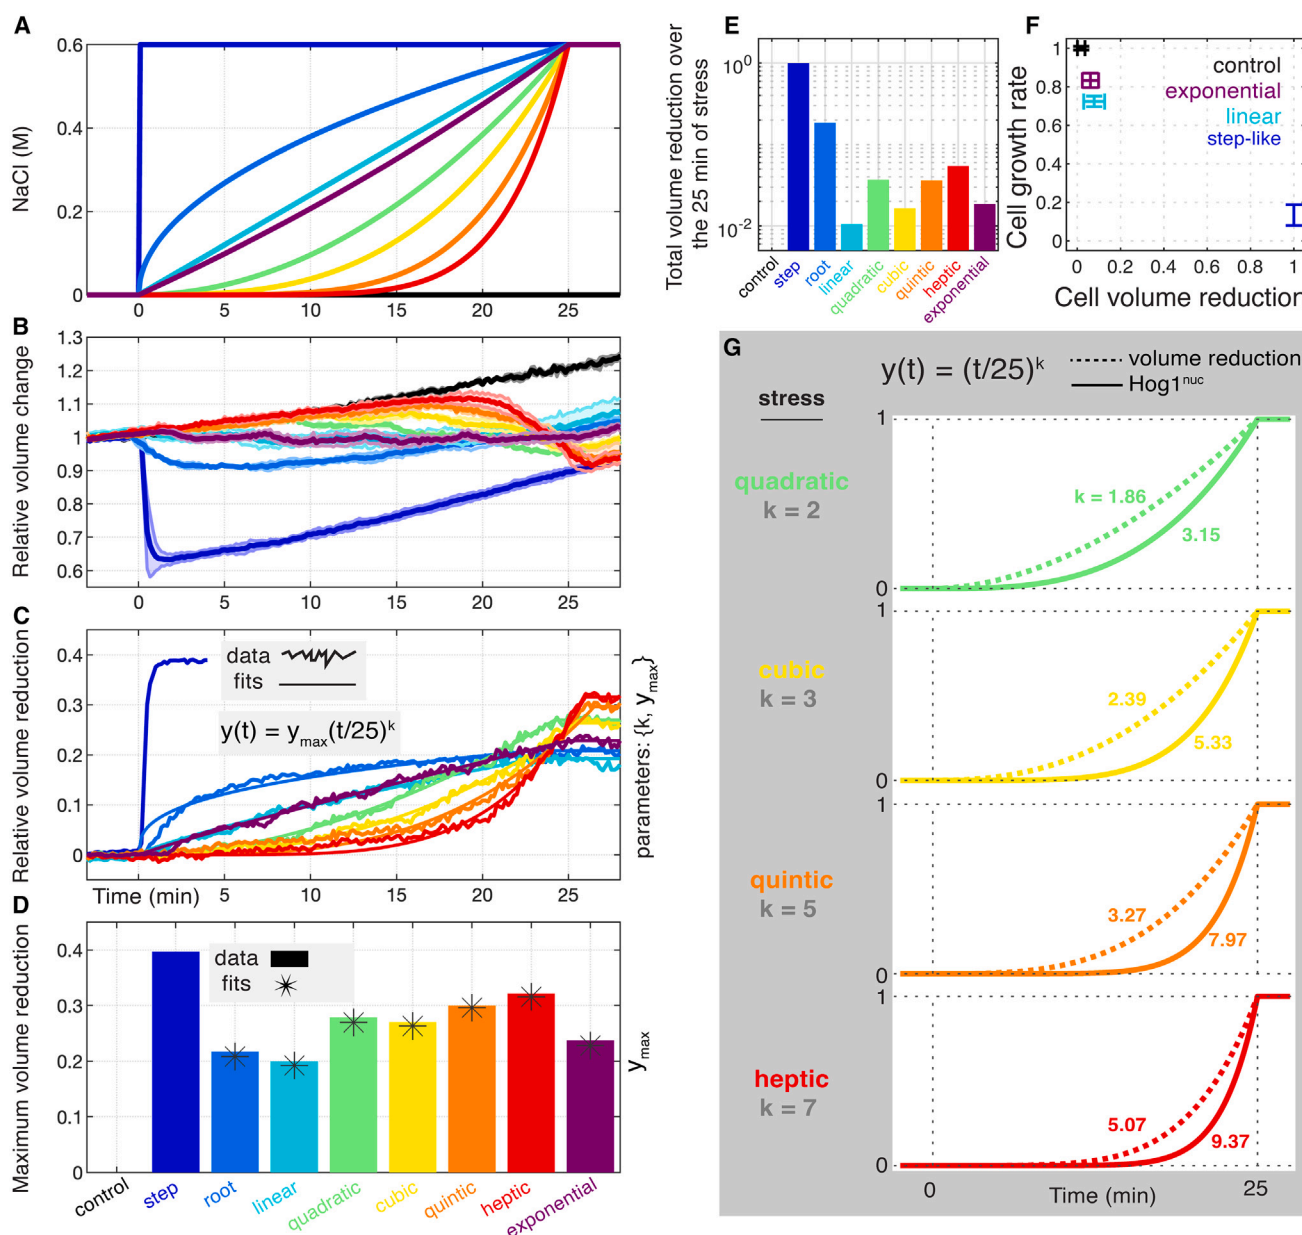 A
0.6
0.4
0.2
0
NaCl (M)
0
5
10
15
20
25
B
1.3
1.2
1.1
1
0.9
0.8
0.7
0.6
Relative volume change
0
5
10
15
20
25
C
0.4
0.3
0.2
0.1
0
Relative volume reduction
data
fits
y(t) = y_max(t/25)^k
parameters: {k, y_max}
Time (min)
5
10
15
20
25
D
0.4
0.3
0.2
0.1
0
Maximum volume reduction
data
fits
y_max
control
step
root
linear
quadratic
cubic
quintic
heptic
exponential
E
Total volume reduction over
the 25 min of stress
10^0
10^-2
control
step
root
linear
quadratic
cubic
quintic
heptic
exponential
F
1
0.8
0.6
0.4
0.2
0
Cell growth rate
control
exponential
linear
step-like
0
0.2
0.4
0.6
0.8
1
Cell volume reduction
G
y(t) = (t/25)^k
volume reduction
Hog1^nuc
stress
1
quadratic
k = 2
k = 1.86
3.15
0
1
cubic
k = 3
2.39
5.33
0
1
quintic
k = 5
3.27
7.97
0
1
heptic
k = 7
5.07
9.37
0
0
Time (min)
25